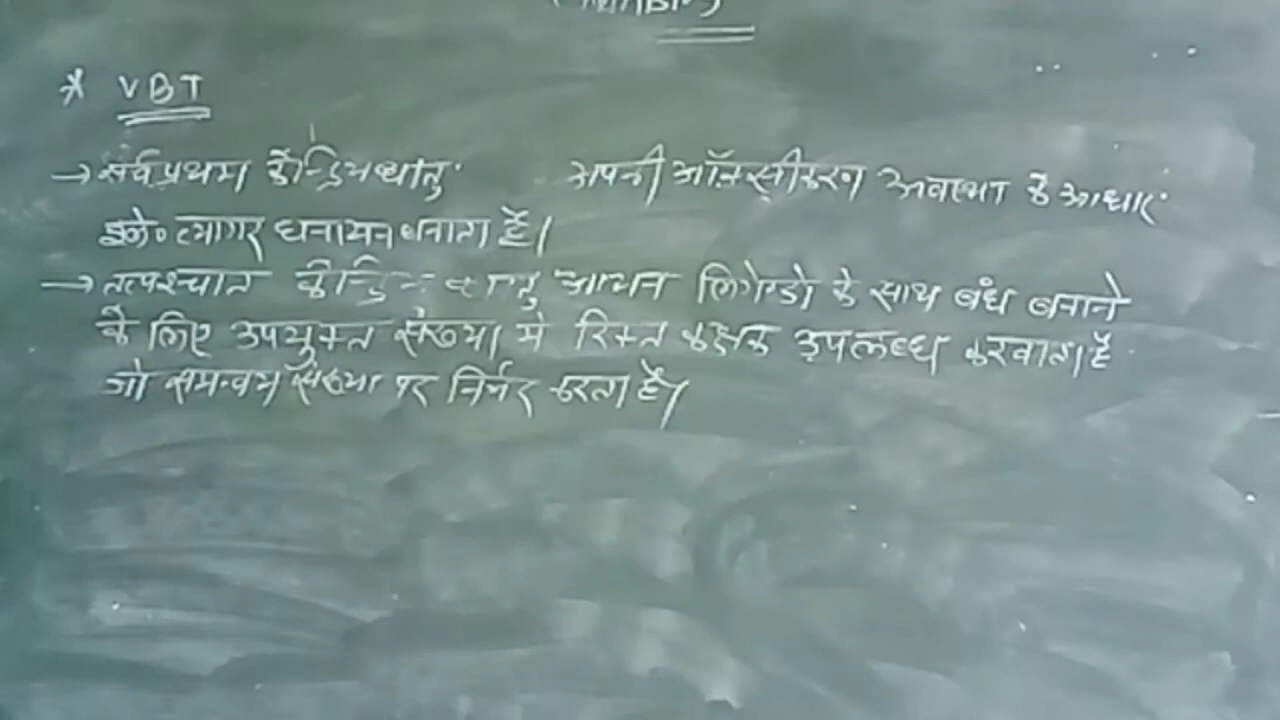 * VBT
→ सर्वप्रथम केन्द्रिय धातु अपनी ऑक्सीकरण अवस्था के आधार
इले० त्यागकर धनायन बनाता है।
→ तत्पश्चात केन्द्रिय धातु आयन लिगेण्डो के साथ बंध बनाने
के लिए उपयुक्त संख्या मे रिक्त कक्षक उपलब्ध करवाता है
जो समन्वय संख्या पर निर्भर करता है।